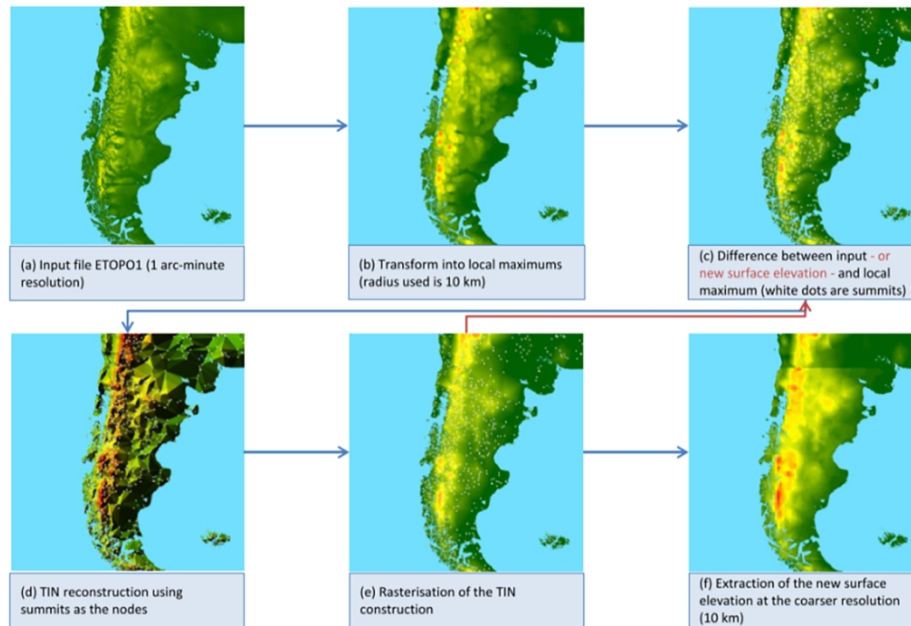 (a) Input file ETOPO1 (1 arc-minute
resolution)
(b) Transform into local maximums
(radius used is 10 km)
(c) Difference between input - or
new surface elevation - and local
maximum (white dots are summits)
(d) TIN reconstruction using
summits as the nodes
(e) Rasterisation of the TIN
construction
(f) Extraction of the new surface
elevation at the coarser resolution
(10 km)